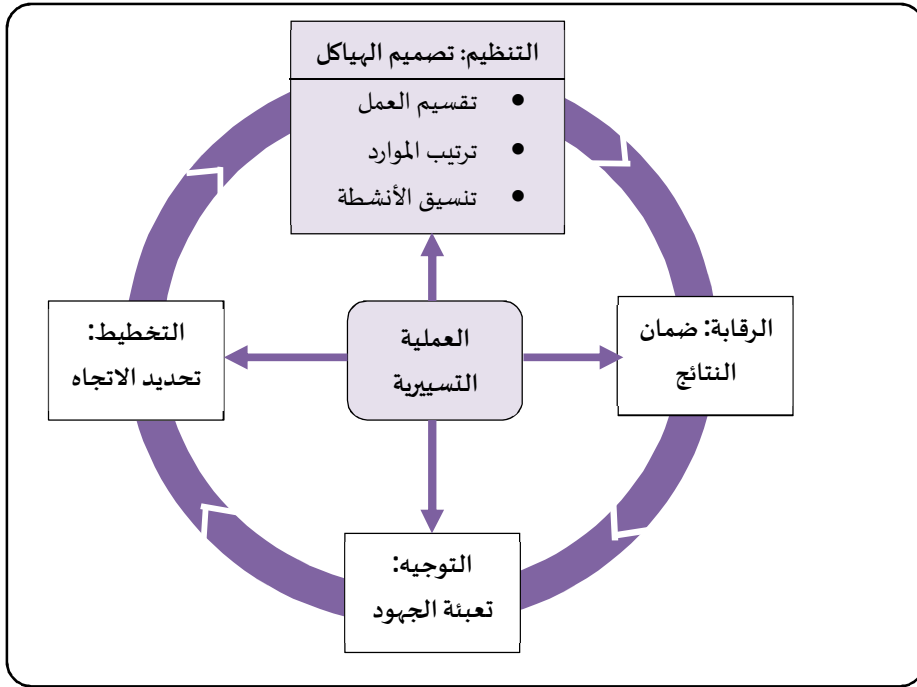 التنظيم: تصميم الهياكل
• تقسيم العمل
• ترتيب الموارد
• تنسيق الأنشطة
الرقابة: ضمان
النتائج
العملية
التسييرية
التخطيط:
تحديد الاتجاه
التوجيه:
تعبئة الجهود